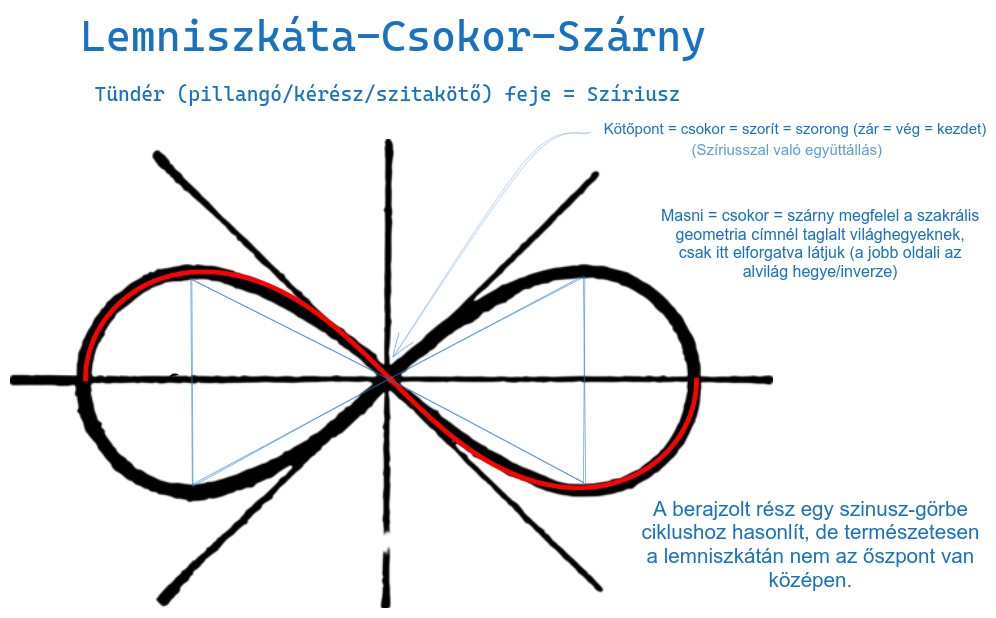 Lemniszkáta–Csokor–Szárny
Tündér (pillangó/kérész/szitakötő) feje = Szíriusz
Kötőpont = csokor = szorít = szorong (zár = vég = kezdet)
(Szíriusszal való együttállás)
Masni = csokor = szárny megfelel a szakrális
geometria címnél taglalt világhegyeknek,
csak itt elforgatva látjuk (a jobb oldali az
alvilág hegye/inverze)
A berajzolt rész egy szinusz-görbe
ciklushoz hasonlít, de természetesen
a lemniszkátán nem az őszpont van
középen.